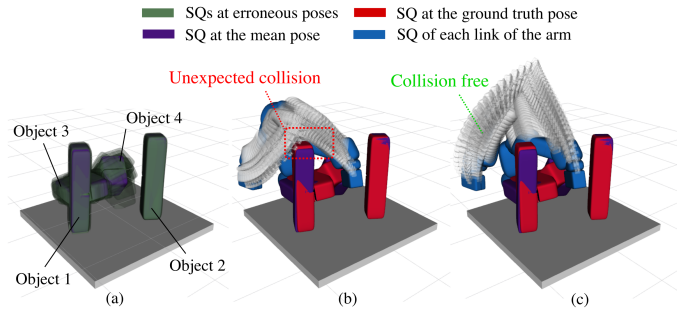 SQs at erroneous poses
SQ at the ground truth pose
SQ at the mean pose
SQ of each link of the arm
Unexpected collision
Collision free
Object 3
Object 4
Object 1
Object 2
(a)
(b)
(c)